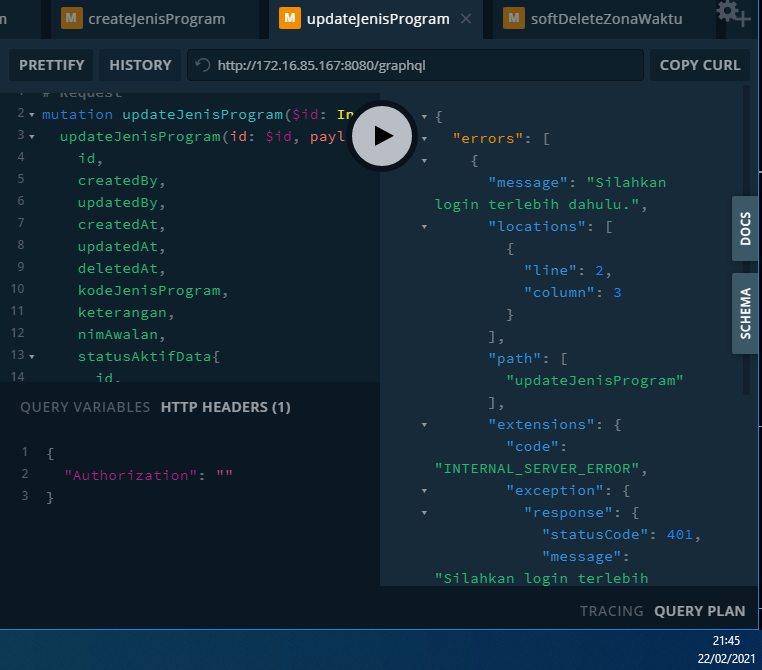 m
M createJenisProgram
M updateJenisProgram ×
M softDeleteZonaWaktu
PRETTIFY
HISTORY
http://172.16.85.167:8080/graphql
COPY CURL
1 # Request
2 mutation updateJenisProgram($id: In
3 updateJenisProgram(id: $id, payl
4 id,
5 createdBy,
6 updatedBy,
7 createdAt,
8 updatedAt,
9 deletedAt,
10 kodeJenisProgram,
11 keterangan,
12 nimAwalan,
13 statusAktifData{
14 id,
QUERY VARIABLES
HTTP HEADERS (1)
1 {
2 "Authorization": ""
3 }
{
"errors": [
{
"message": "Silahkan
login terlebih dahulu.",
"locations": [
{
"line": 2,
"column": 3
}
],
"path": [
"updateJenisProgram"
],
"extensions": {
"code":
"INTERNAL_SERVER_ERROR",
"exception": {
"response": {
"statusCode": 401,
"message":
"Silahkan login terlebih
DOCS
SCHEMA
TRACING
QUERY PLAN
21:45
22/02/2021